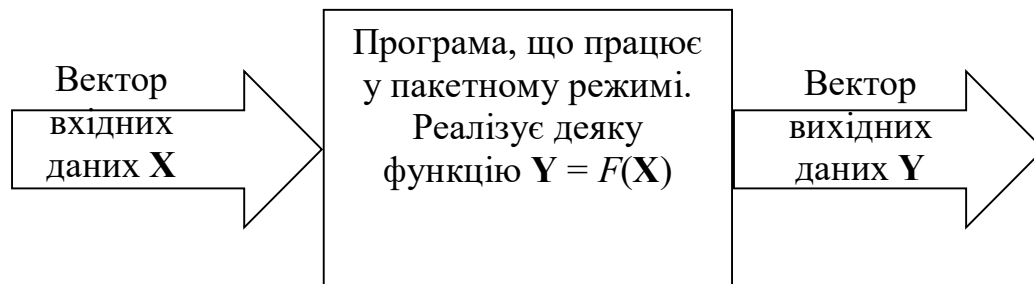 Вектор
вхідних
даних X
Програма, що працює
у пакетному режимі.
Реалізує деяку
функцію Y = F(X)
Вектор
вихідних
даних Y